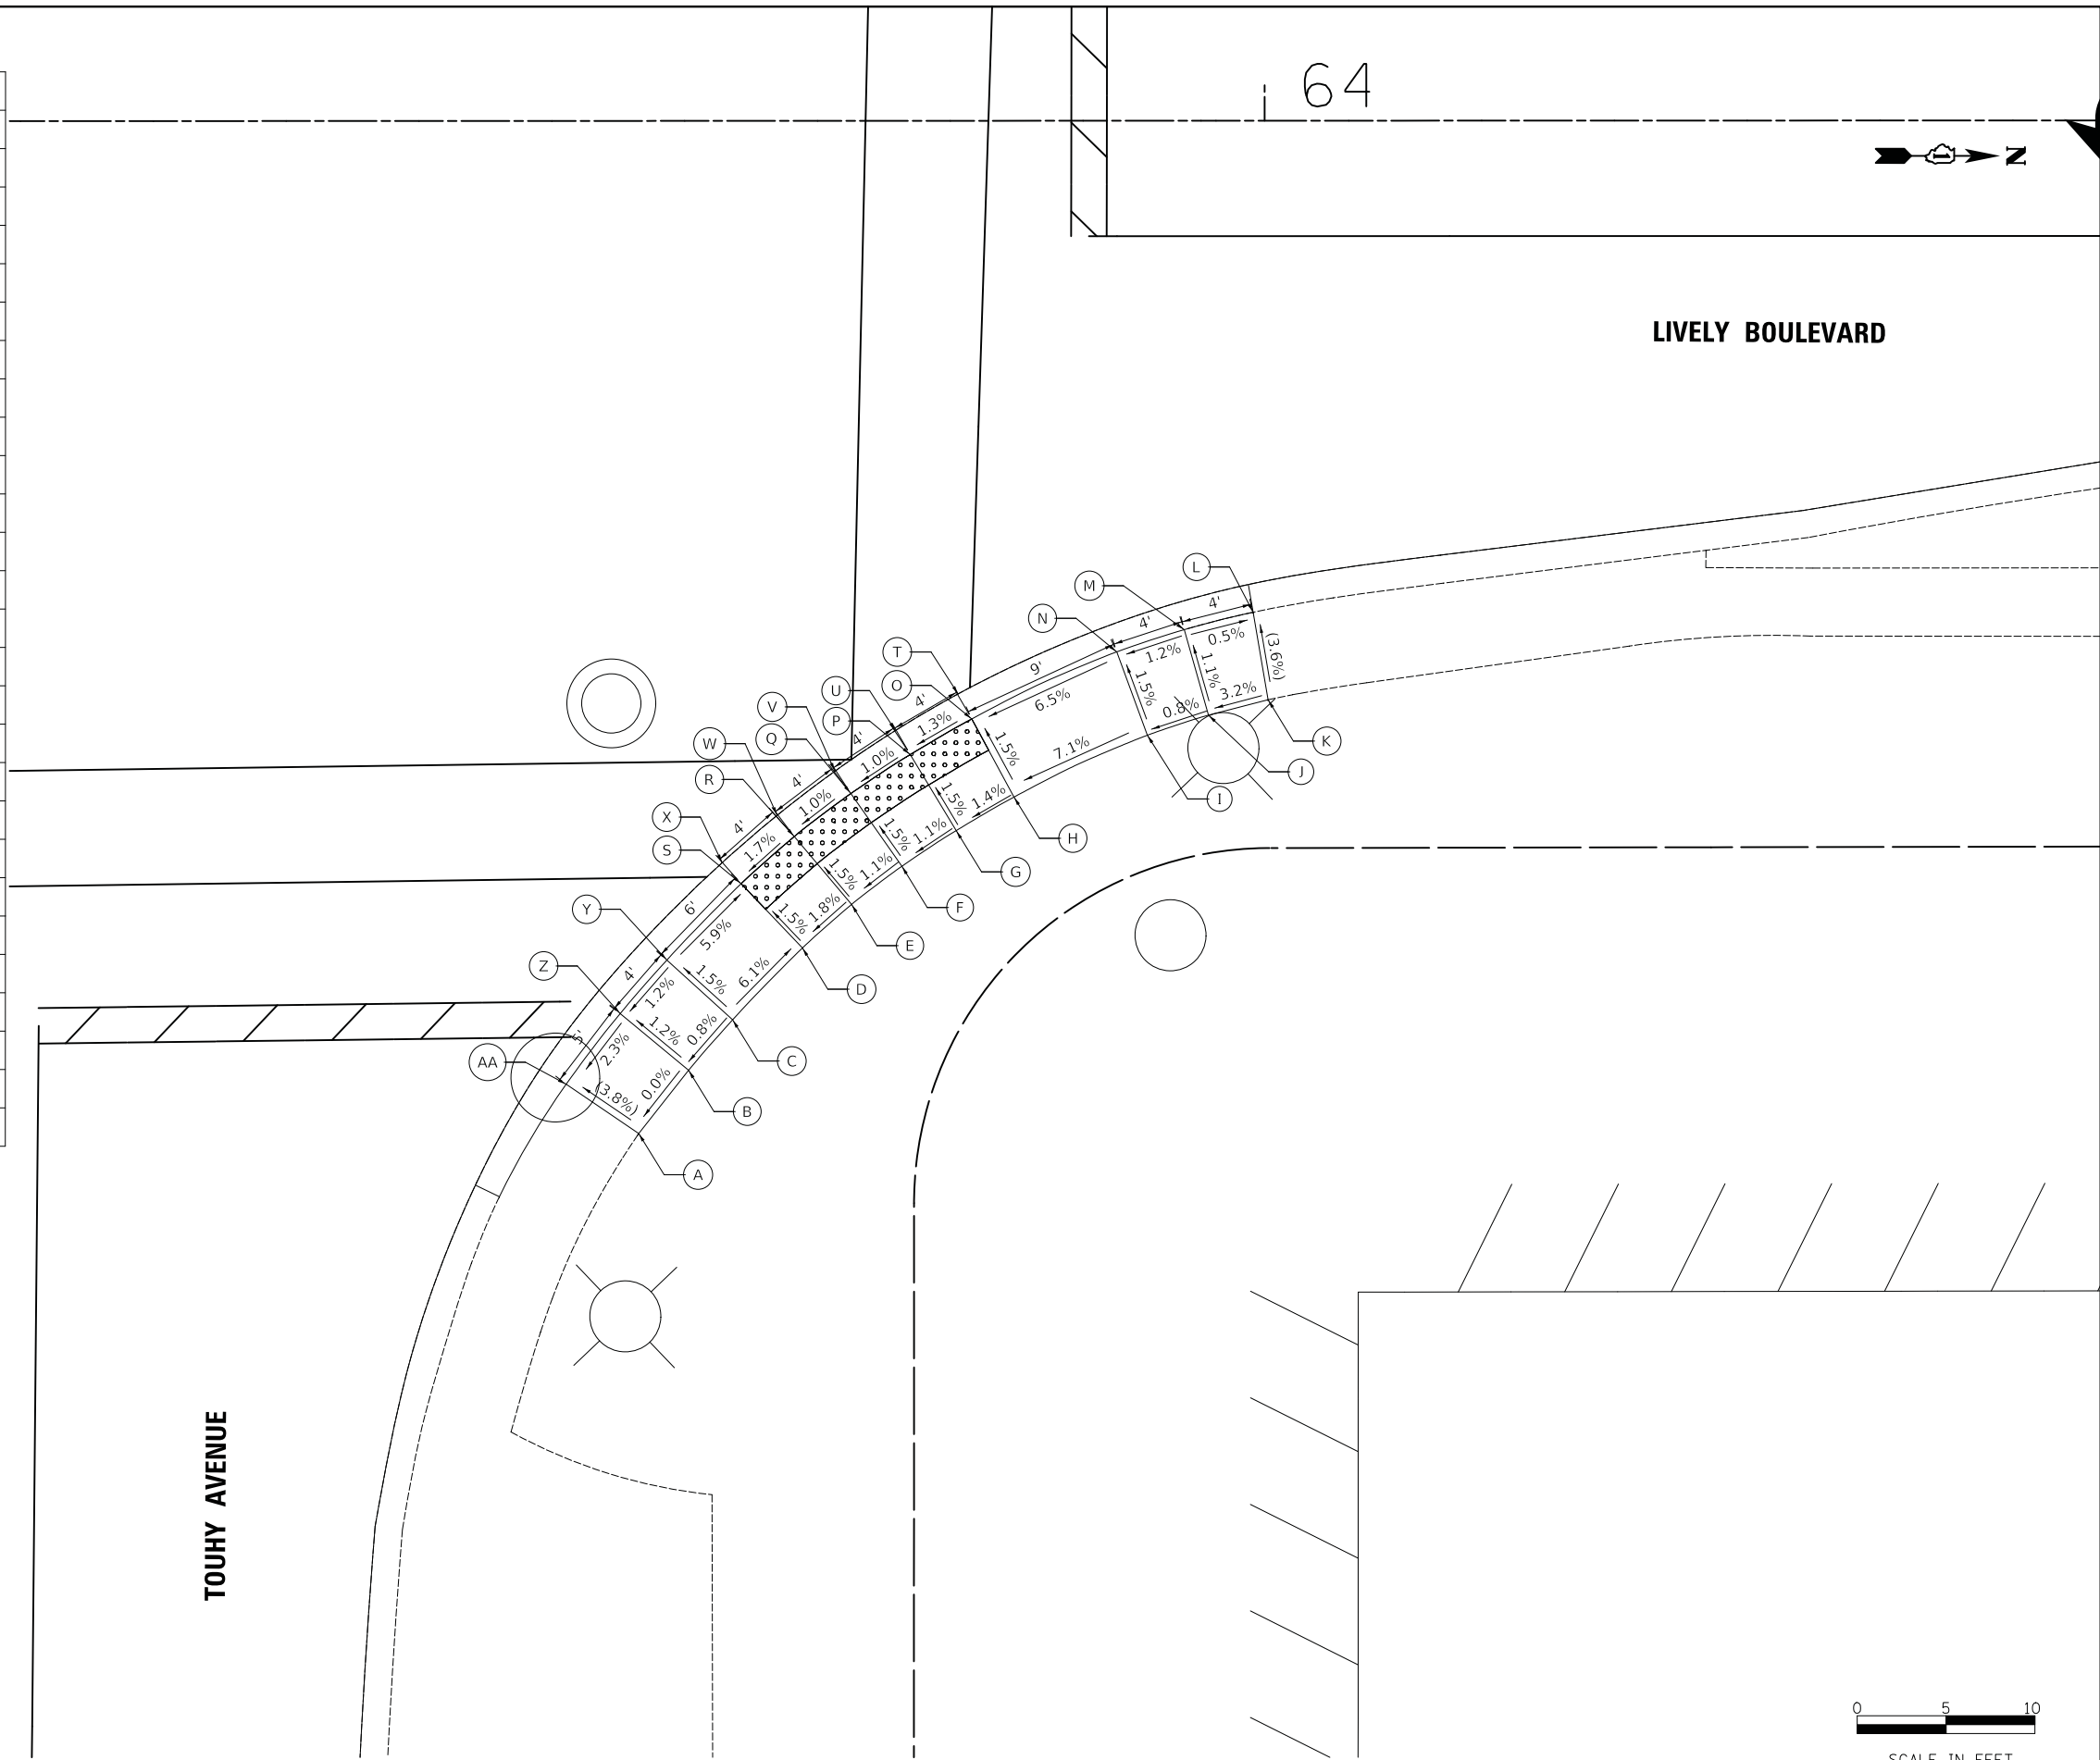 64
N
LIVELY BOULEVARD
L
M
4'
N
4'
0.5%
(3.6%)
1.2%
1.1%
T
9'
1.5%
3.2%
O
6.5%
0.8%
U
4'
V
P
1.3%
K
W
Q
4'
1.5%
7.1%
J
R
4'
1.0%
I
X
4'
1.0%
1.5%
1.4%
S
1.7%
1.5%
1.1%
H
Y
6'
1.5%
1.1%
G
5.9%
1.5%
1.8%
F
Z
4'
1.5%
6.1%
E
1.2%
D
5'
1.2%
0.8%
AA
2.3%
C
(3.8%)
0.0%
B
A
TOUHY AVENUE
0 5 10
SCALE IN FEET